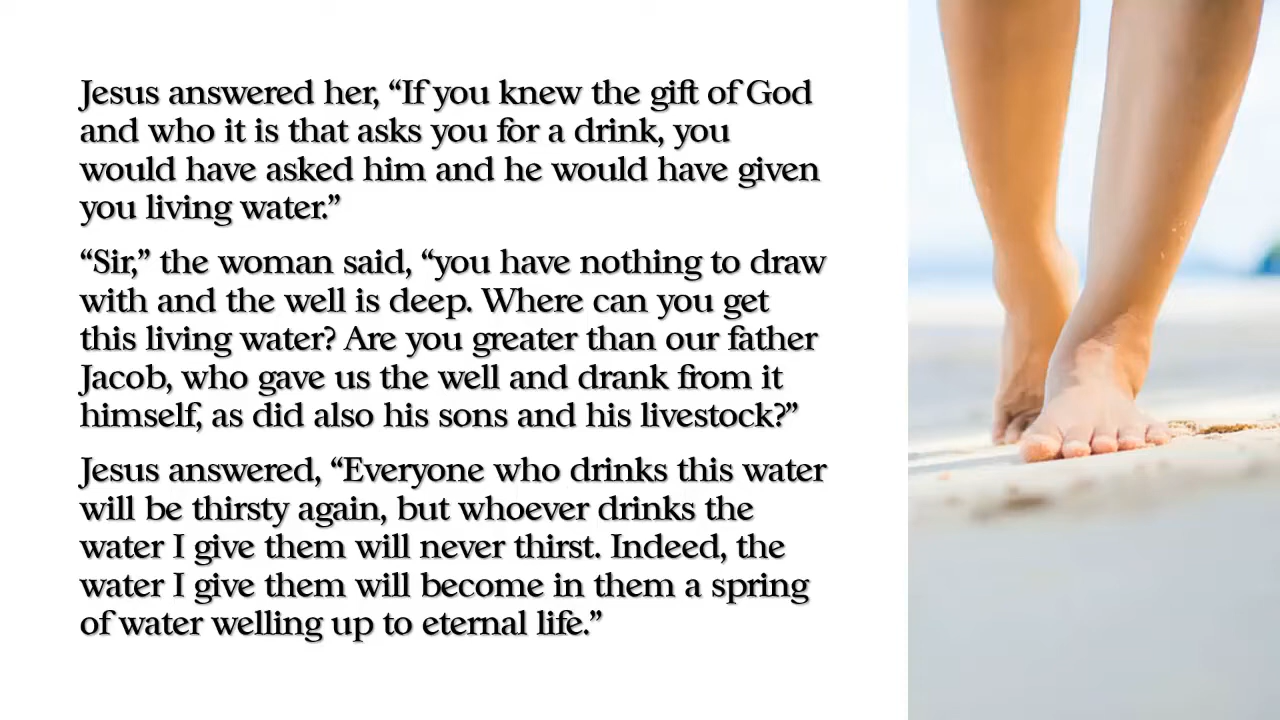 Jesus answered her, “If you knew the gift of God
and who it is that asks you for a drink, you
would have asked him and he would have given
you living water.”
“Sir,” the woman said, “you have nothing to draw
with and the well is deep. Where can you get
this living water? Are you greater than our father
Jacob, who gave us the well and drank from it
himself, as did also his sons and his livestock?”
Jesus answered, “Everyone who drinks this water
will be thirsty again, but whoever drinks the
water I give them will never thirst. Indeed, the
water I give them will become in them a spring
of water welling up to eternal life.”